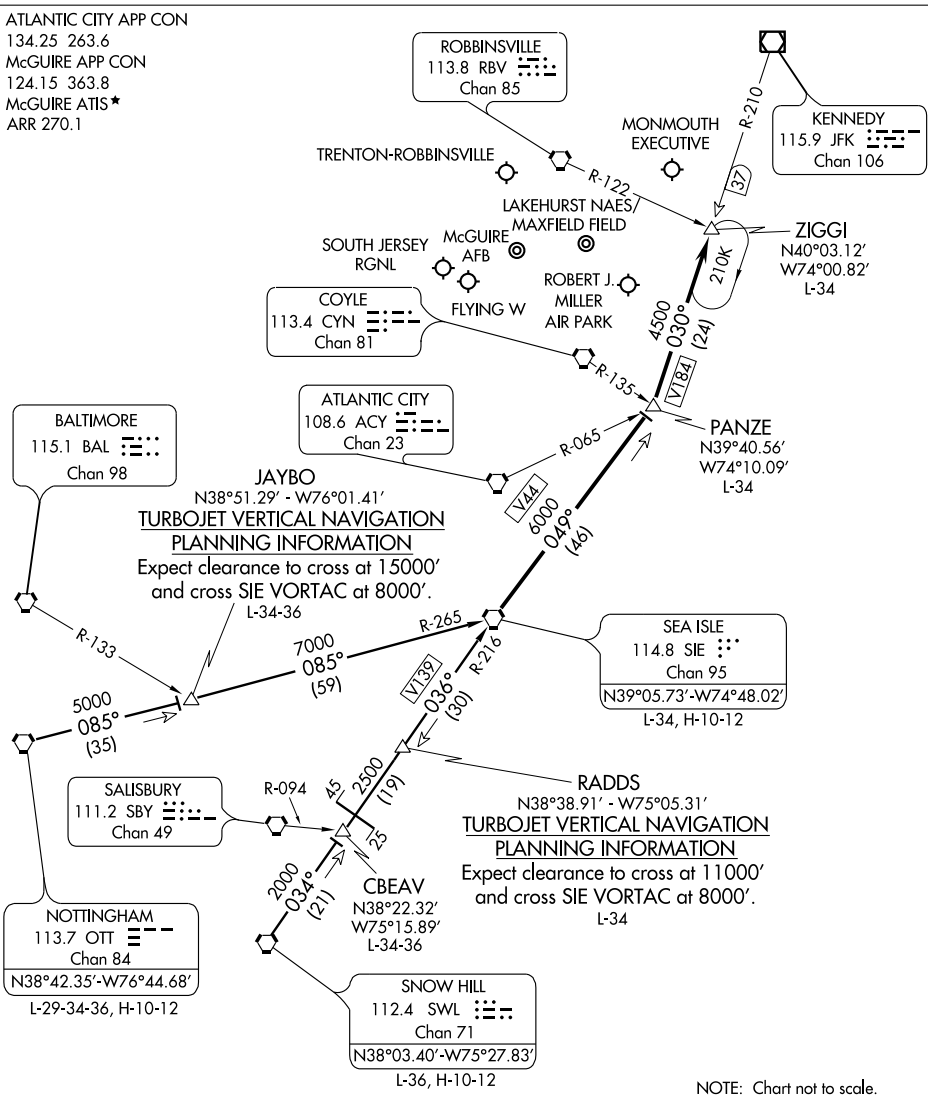 ATLANTIC CITY APP CON
134.25 263.6
McGUIRE APP CON
124.15 363.8
McGUIRE ATIS★
ARR 270.1
ROBBINSVILLE
113.8 RBV
Chan 85
R-210
KENNEDY
115.9 JFK
Chan 106
MONMOUTH
EXECUTIVE
TRENTON-ROBBINSVILLE
R-122
37
LAKEHURST NAES
MAXFIELD FIELD
ZIGGI
N40°03.12'
W74°00.82'
L-34
210K
SOUTH JERSEY
RGNL
McGUIRE
AFB
FLYING W
ROBERT J.
MILLER
AIR PARK
COYLE
113.4 CYN
Chan 81
4500
030°
(24)
V184
R-135
ATLANTIC CITY
108.6 ACY
Chan 23
R-065
PANZE
N39°40.56'
W74°10.09'
L-34
BALTIMORE
115.1 BAL
Chan 98
JAYBO
N38°51.29' - W76°01.41'
TURBOJET VERTICAL NAVIGATION
PLANNING INFORMATION
Expect clearance to cross at 15000'
and cross SIE VORTAC at 8000'.
L-34-36
V44
6000
049°
(46)
R-133
R-265
7000
085°
(59)
SEA ISLE
114.8 SIE
Chan 95
N39°05.73'-W74°48.02'
L-34, H-10-12
5000
085°
(35)
V139
036°
(30)
R-216
RADDS
N38°38.91' - W75°05.31'
TURBOJET VERTICAL NAVIGATION
PLANNING INFORMATION
Expect clearance to cross at 11000'
and cross SIE VORTAC at 8000'.
L-34
SALISBURY
111.2 SBY
Chan 49
R-094
45
2500
(19)
25
CBEAV
N38°22.32'
W75°15.89'
L-34-36
2000
034°
(21)
NOTTINGHAM
113.7 OTT
Chan 84
N38°42.35'-W76°44.68'
L-29-34-36, H-10-12
SNOW HILL
112.4 SWL
Chan 71
N38°03.40'-W75°27.83'
L-36, H-10-12
NOTE: Chart not to scale.